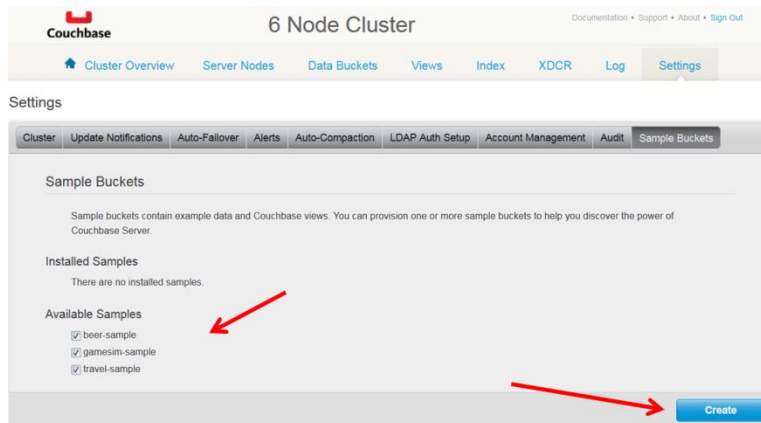 Couchbase
6 Node Cluster
Documentation • Support • About • Sign Out
Cluster Overview Server Nodes Data Buckets Views Index XDCR Log Settings
Settings
Cluster Update Notifications Auto-Failover Alerts Auto-Compaction LDAP Auth Setup Account Management Audit Sample Buckets
Sample Buckets
Sample buckets contain example data and Couchbase views. You can provision one or more sample buckets to help you discover the power of
Couchbase Server.
Installed Samples
There are no installed samples.
Available Samples
beer-sample
gamesim-sample
travel-sample
Create